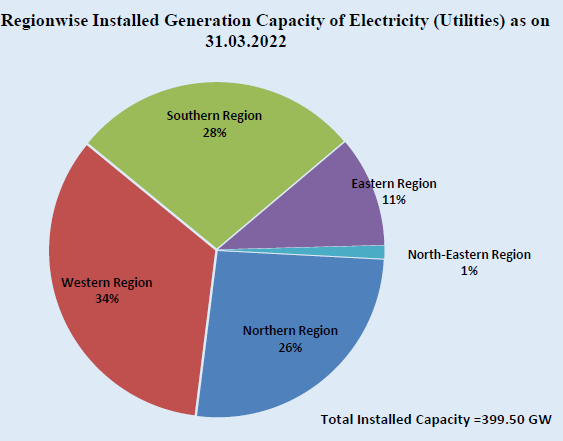 Regionwise Installed Generation Capacity of Electricity (Utilities) as on
31.03.2022
Southern Region
28%
Eastern Region
11%
North-Eastern Region
1%
Western Region
34%
Northern Region
26%
Total Installed Capacity =399.50 GW